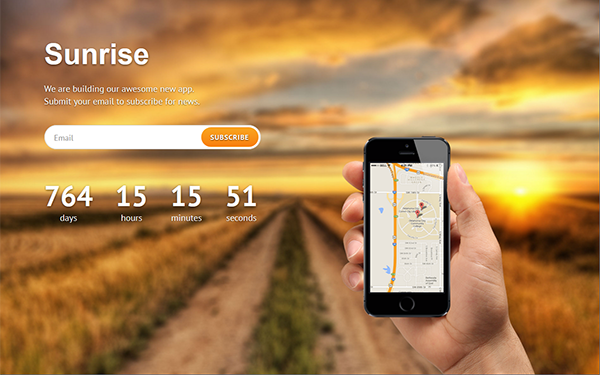 Sunrise
We are building our awesome new app.
Submit your email to subscribe for news.
Email
SUBSCRIBE
764 15 15 51
days hours minutes seconds